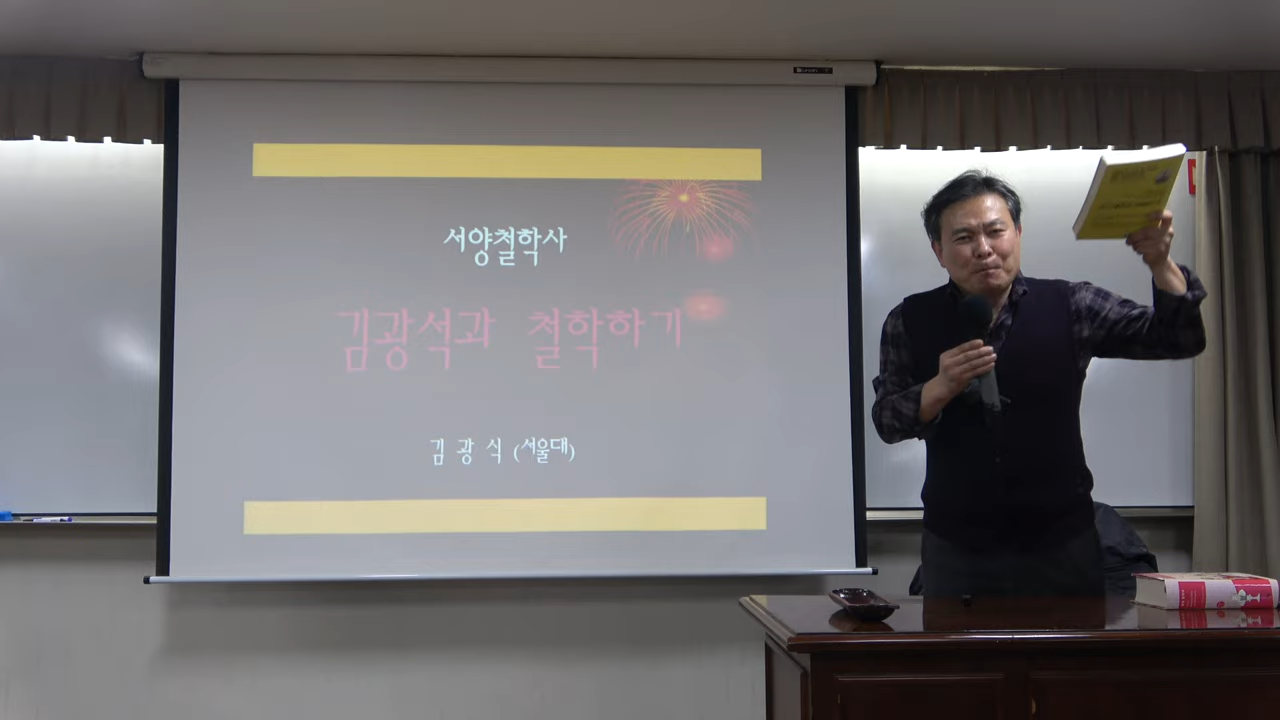 서양철학사
김광석과 철학하기
김 광 식 (서울대)